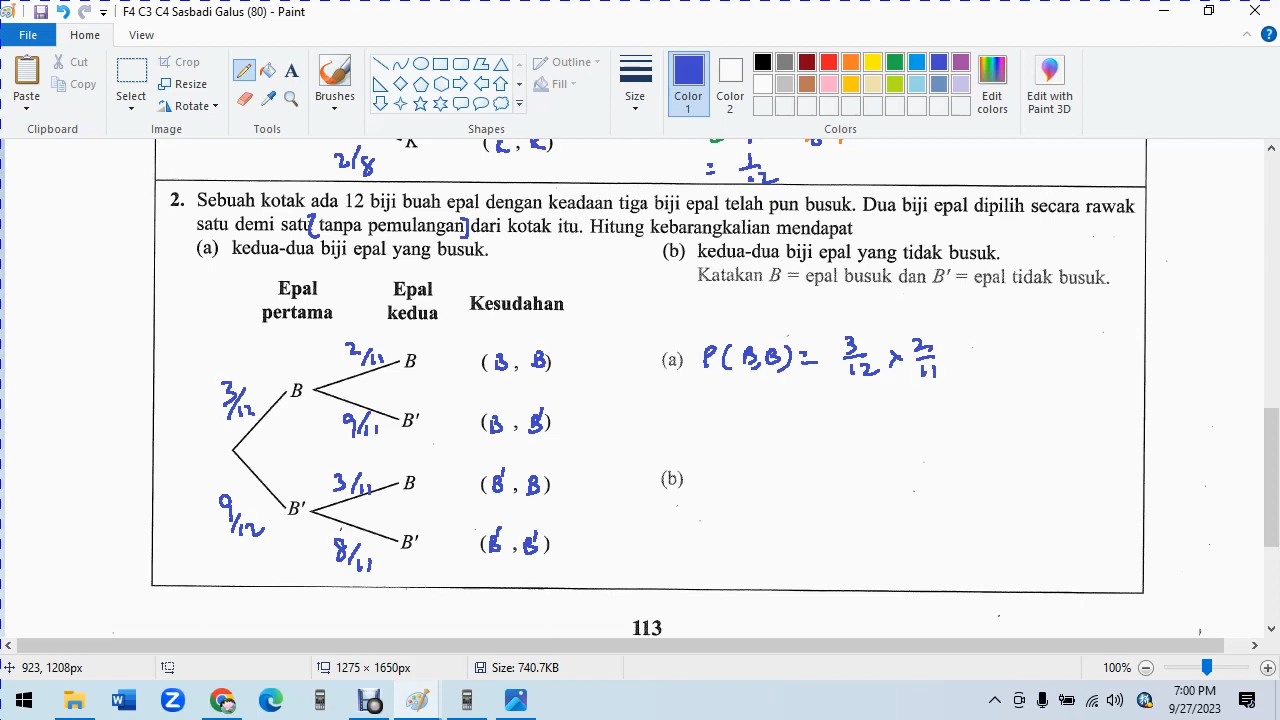 F4 C3 C4 Sasbadi Galus (80) - Paint
File Home View
Paste Cut Copy Select Crop Resize Rotate Brushes Outline Fill Size Color 1 Color 2 Edit colors Edit with Paint 3D
Clipboard Image Tools Shapes Colors
2/8 K
= 1/12
2. Sebuah kotak ada 12 biji buah epal dengan keadaan tiga biji epal telah pun busuk. Dua biji epal dipilih secara rawak
satu demi satu [tanpa pemulangan] dari kotak itu. Hitung kebarangkalian mendapat
(a) kedua-dua biji epal yang busuk.
(b) kedua-dua biji epal yang tidak busuk.
Katakan B = epal busuk dan B' = epal tidak busuk.
Epal pertama
Epal kedua
Kesudahan
3/12 B
2/11 B (B, B)
9/11 B' (B, B')
9/12 B'
3/11 B (B', B)
8/11 B' (B', B')
(a) P(B,B) = 3/12 × 2/11
(b)
113
923, 1208px 1275 × 1650px Size: 740.7KB 100%
7:00 PM
9/27/2023